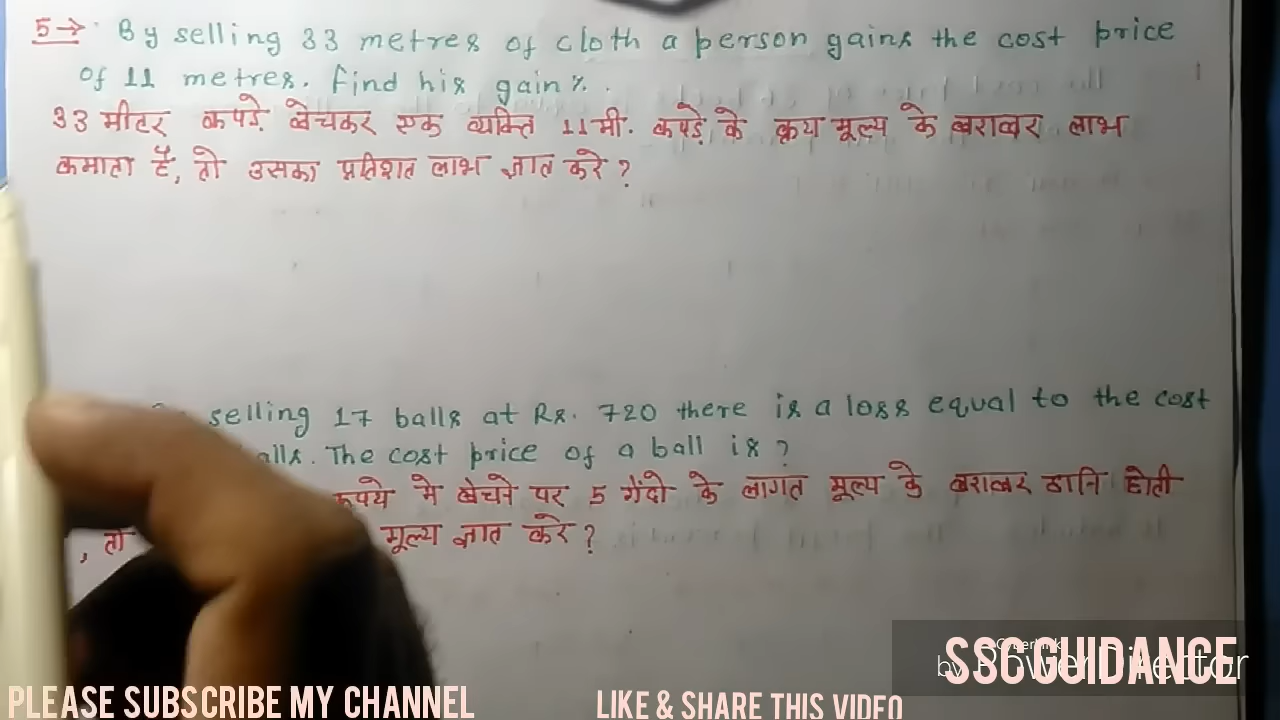 5→ By selling 33 metres of cloth a person gains the cost price
of 11 metres. find his gain%.
33 मीटर कपड़े बेचकर एक व्यक्ति 11 मी. कपड़े के क्रय मूल्य के बराबर लाभ
कमाता है, तो उसका प्रतिशत लाभ ज्ञात करे?
selling 17 balls at Rs. 720 there is a loss equal to the cost
alls. The cost price of a ball is?
रूपये मे बेचने पर 5 गेंदो के लागत मूल्य के बराबर हानि होती
, तो मूल्य ज्ञात करे?
SSCGUIDANCE
by PowerDirector
PLEASE SUBSCRIBE MY CHANNEL
LIKE & SHARE THIS VIDEO